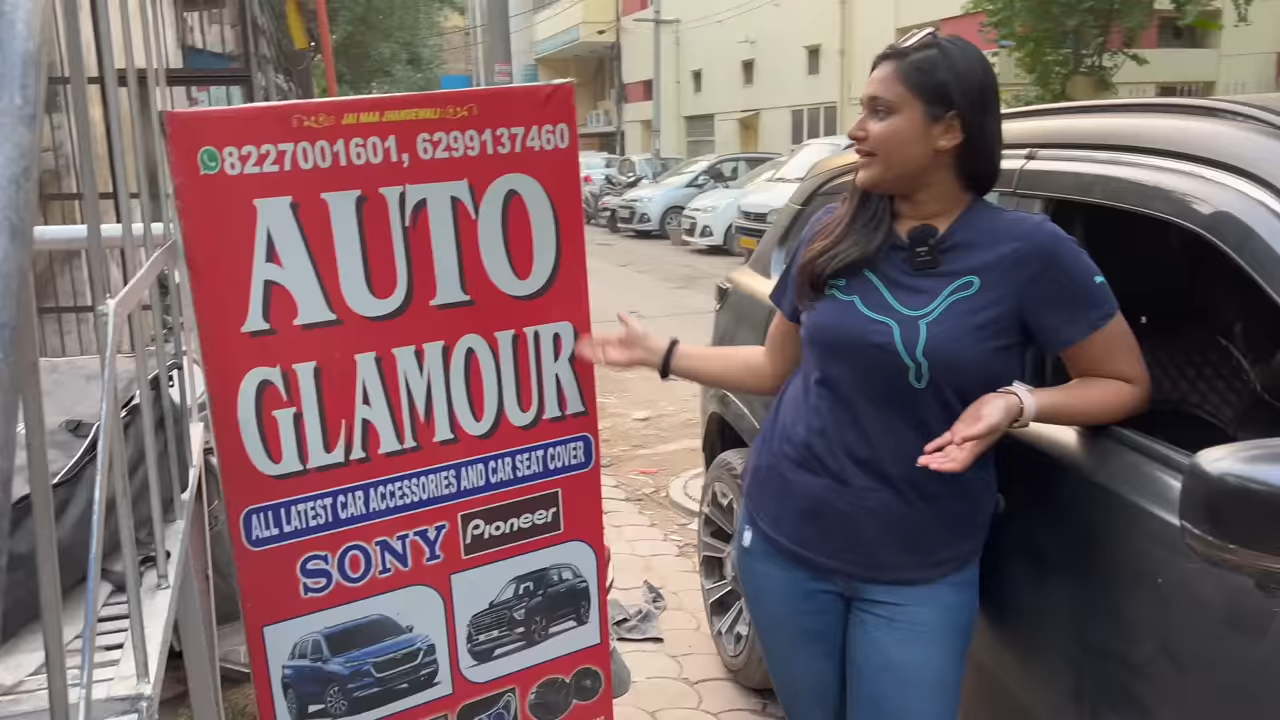 JAI MAA JHANDEWALI
8227001601, 6299137460
AUTO
GLAMOUR
ALL LATEST CAR ACCESSORIES AND CAR SEAT COVER
SONY
Pioneer